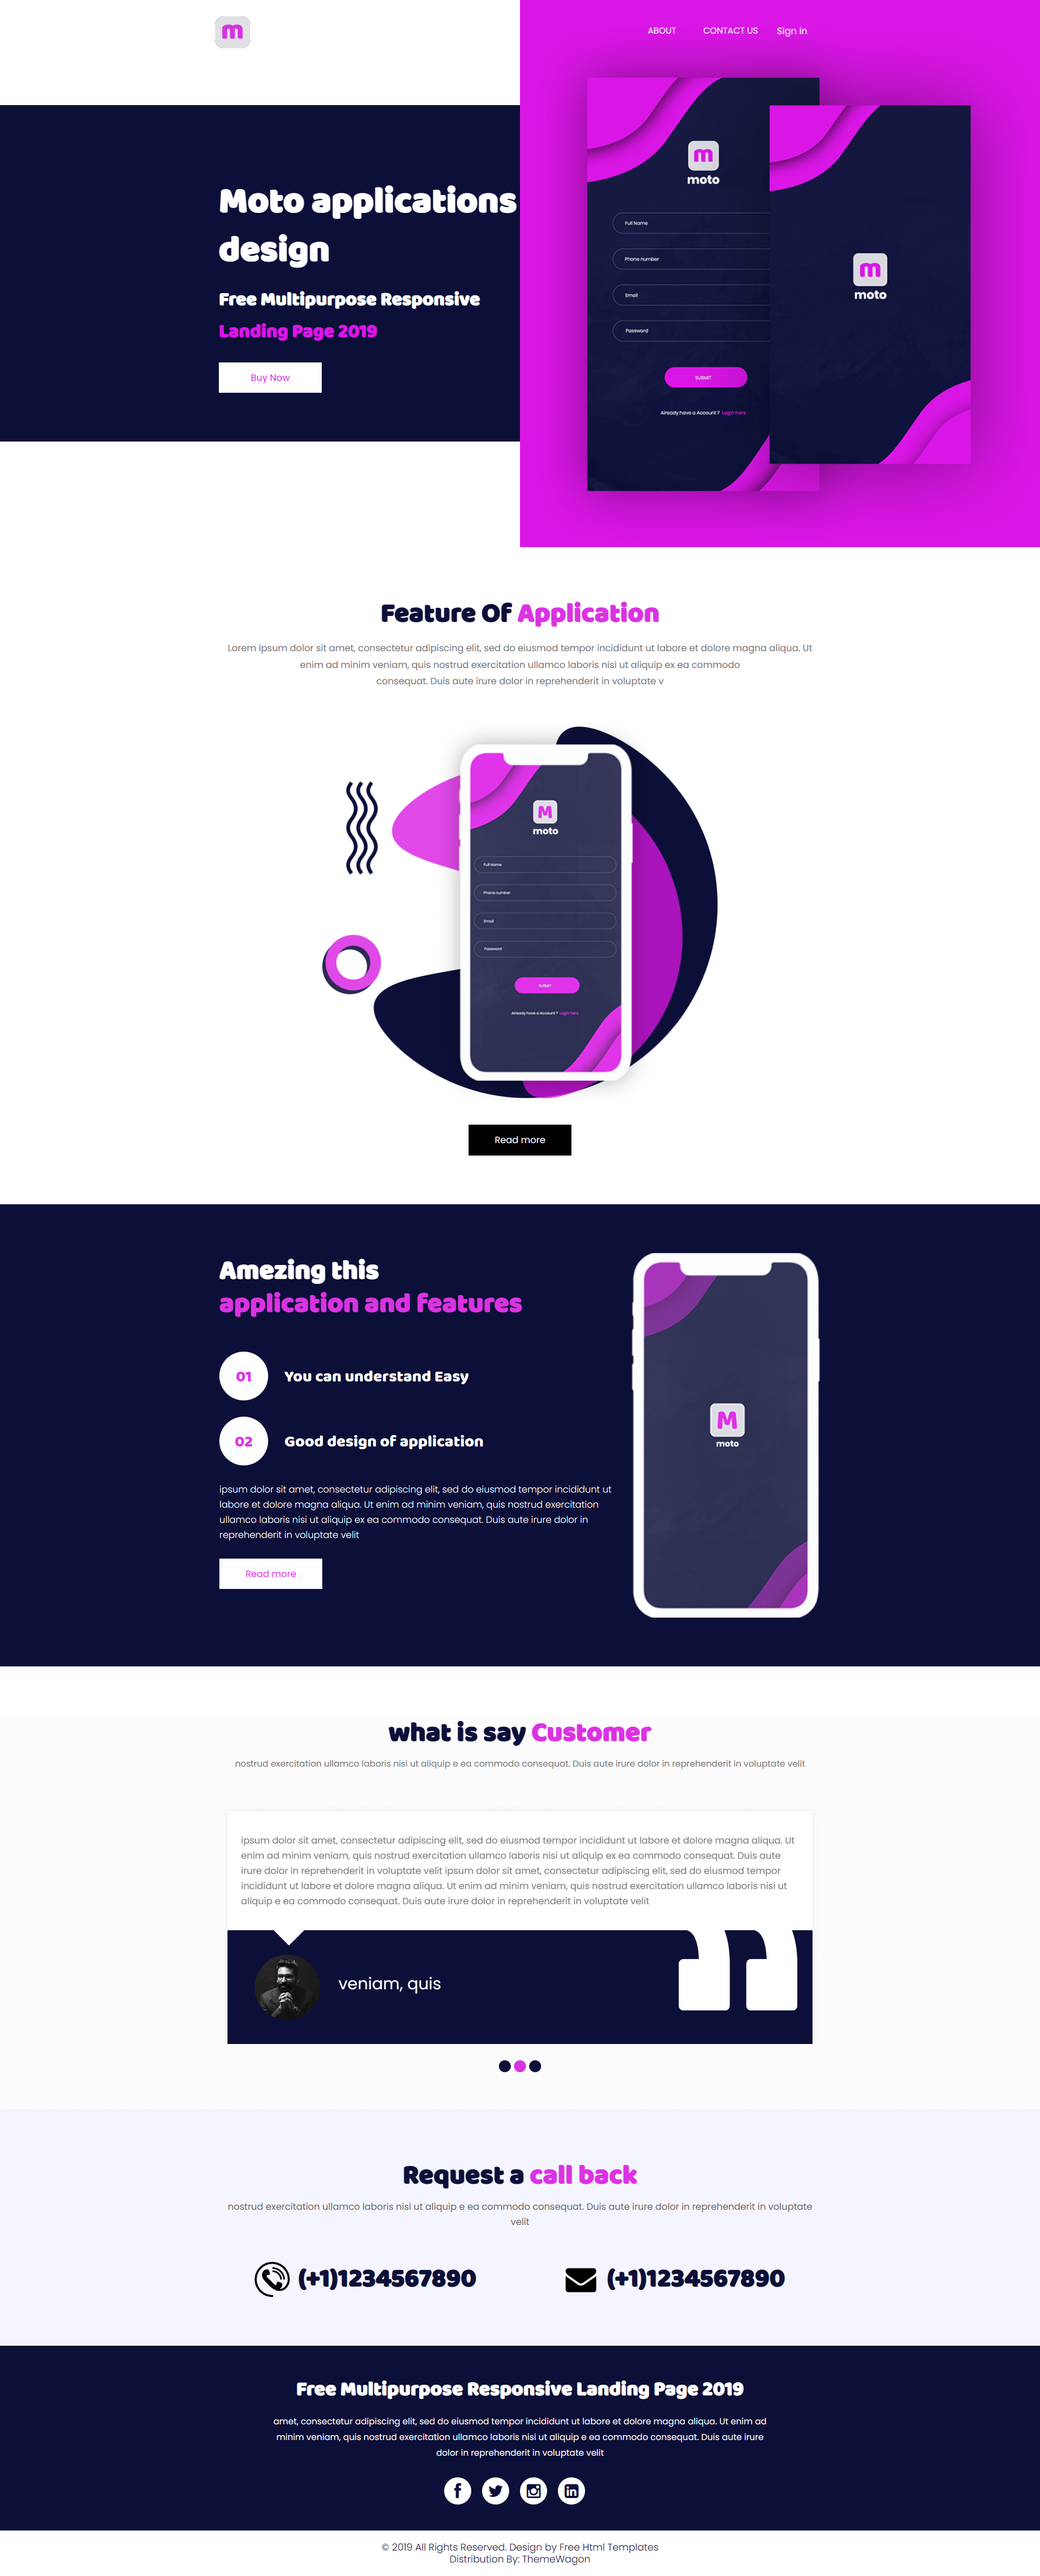 m
ABOUT
CONTACT US
Sign in
Moto applications
design
Free Multipurpose Responsive
Landing Page 2019
Buy Now
m
moto
Full Name
Phone number
Email
Password
SUBMIT
Already have a Account ? Login here
m
moto
Feature Of Application
Lorem ipsum dolor sit amet, consectetur adipiscing elit, sed do eiusmod tempor incididunt ut labore et dolore magna aliqua. Ut
enim ad minim veniam, quis nostrud exercitation ullamco laboris nisi ut aliquip ex ea commodo
consequat. Duis aute irure dolor in reprehenderit in voluptate v
M
moto
Full Name
Phone number
Email
Password
SUBMIT
Already have a Account ? Login here
Read more
Amezing this
application and features
01
You can understand Easy
02
Good design of application
ipsum dolor sit amet, consectetur adipiscing elit, sed do eiusmod tempor incididunt ut
labore et dolore magna aliqua. Ut enim ad minim veniam, quis nostrud exercitation
ullamco laboris nisi ut aliquip ex ea commodo consequat. Duis aute irure dolor in
reprehenderit in voluptate velit
Read more
M
moto
what is say Customer
nostrud exercitation ullamco laboris nisi ut aliquip e ea commodo consequat. Duis aute irure dolor in reprehenderit in voluptate velit
ipsum dolor sit amet, consectetur adipiscing elit, sed do eiusmod tempor incididunt ut labore et dolore magna aliqua. Ut
enim ad minim veniam, quis nostrud exercitation ullamco laboris nisi ut aliquip ex ea commodo consequat. Duis aute
irure dolor in reprehenderit in voluptate velit ipsum dolor sit amet, consectetur adipiscing elit, sed do eiusmod tempor
incididunt ut labore et dolore magna aliqua. Ut enim ad minim veniam, quis nostrud exercitation ullamco laboris nisi ut
aliquip e ea commodo consequat. Duis aute irure dolor in reprehenderit in voluptate velit
veniam, quis
Request a call back
nostrud exercitation ullamco laboris nisi ut aliquip e ea commodo consequat. Duis aute irure dolor in reprehenderit in voluptate
velit
(+1)1234567890
(+1)1234567890
Free Multipurpose Responsive Landing Page 2019
amet, consectetur adipiscing elit, sed do eiusmod tempor incididunt ut labore et dolore magna aliqua. Ut enim ad
minim veniam, quis nostrud exercitation ullamco laboris nisi ut aliquip e ea commodo consequat. Duis aute irure
dolor in reprehenderit in voluptate velit
© 2019 All Rights Reserved. Design by Free Html Templates
Distribution By: ThemeWagon